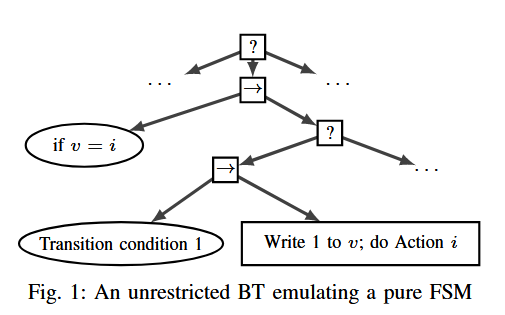 ?
... → ...
if v = i ?
→ ...
Transition condition 1 Write 1 to v; do Action i
Fig. 1: An unrestricted BT emulating a pure FSM